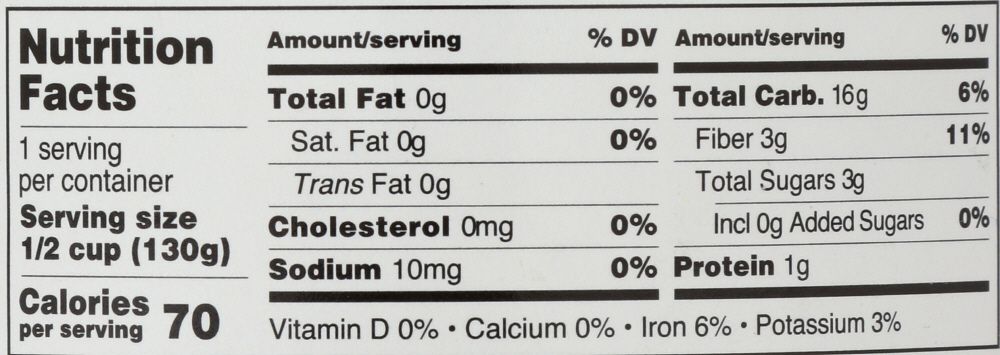 Nutrition
Facts
1 serving
per container
Serving size
1/2 cup (130g)
Calories
per serving 70
Amount/serving % DV
Total Fat 0g 0%
Sat. Fat 0g 0%
Trans Fat 0g
Cholesterol 0mg 0%
Sodium 10mg 0%
Amount/serving % DV
Total Carb. 16g 6%
Fiber 3g 11%
Total Sugars 3g
Incl 0g Added Sugars 0%
Protein 1g
Vitamin D 0% • Calcium 0% • Iron 6% • Potassium 3%